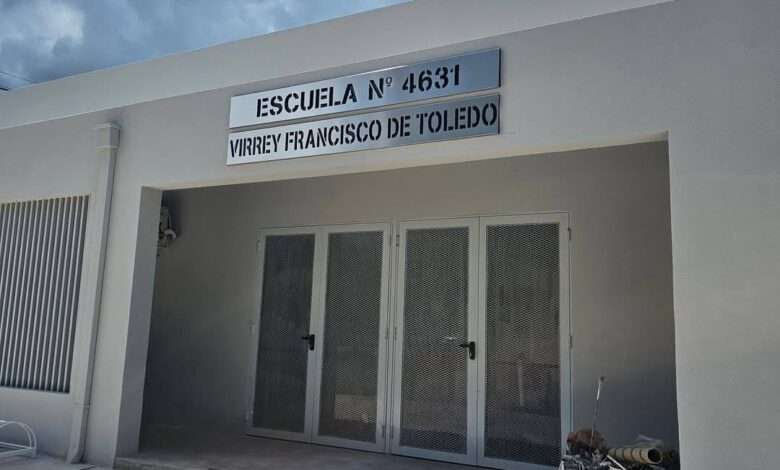 ESCUELA Nº 4631
VIRREY FRANCISCO DE TOLEDO